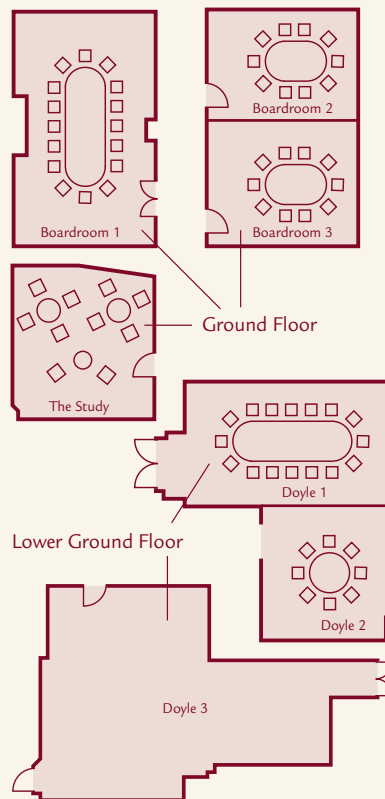 Boardroom 2
Boardroom 1
Boardroom 3
Ground Floor
The Study
Doyle 1
Lower Ground Floor
Doyle 2
Doyle 3